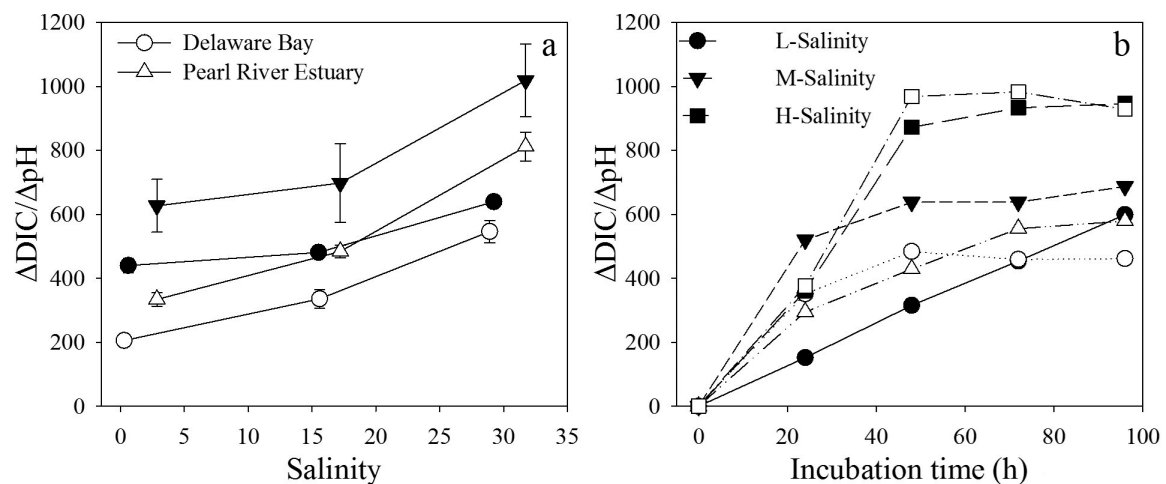 a
Delaware Bay
Pearl River Estuary
1200
1000
800
600
400
200
0
ΔDIC/ΔpH
0 5 10 15 20 25 30 35
Salinity
b
L-Salinity
M-Salinity
H-Salinity
1200
1000
800
600
400
200
0
ΔDIC/ΔpH
0 20 40 60 80 100
Incubation time (h)